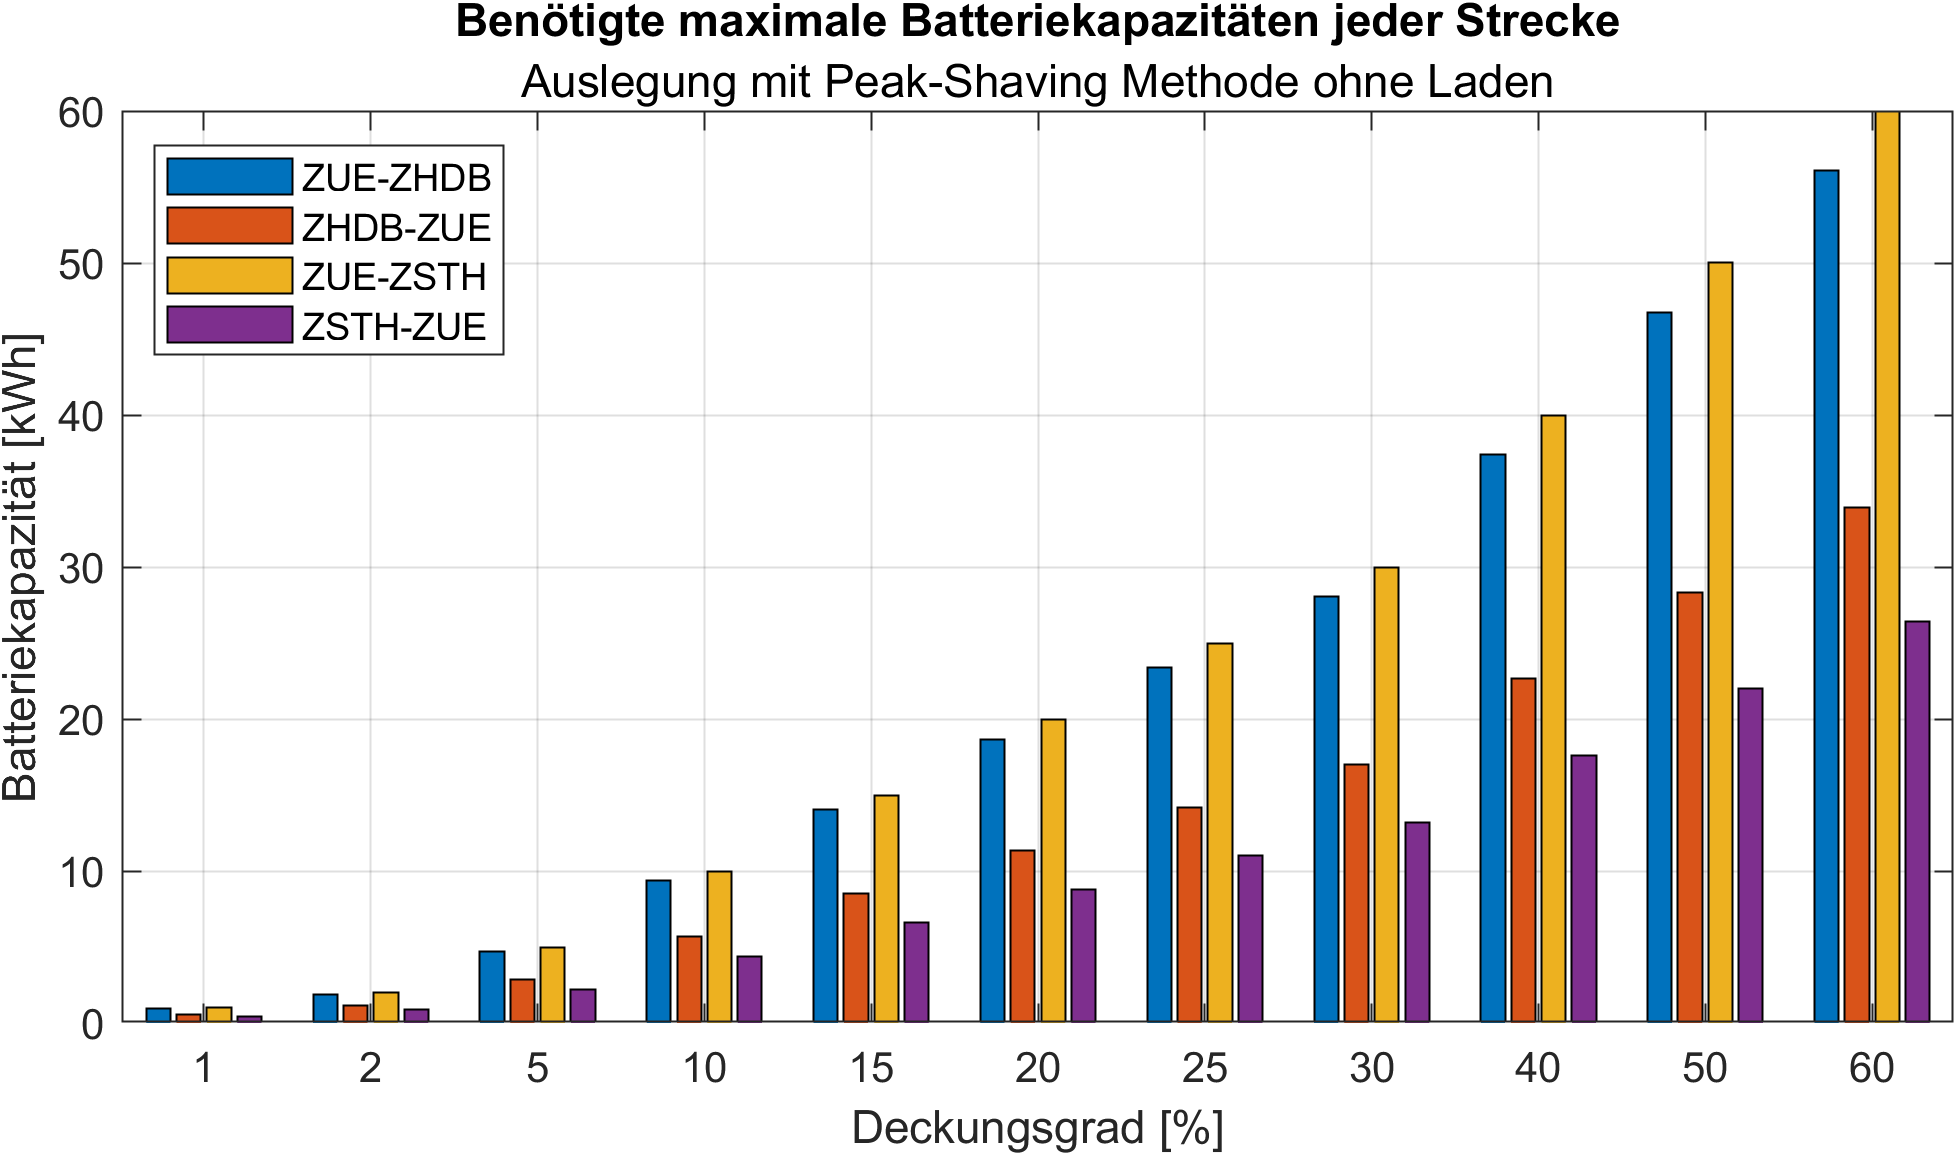 Benötigte maximale Batteriekapazitäten jeder Strecke
Auslegung mit Peak-Shaving Methode ohne Laden
Batteriekapazität [kWh]
60
50
40
30
20
10
0
ZUE-ZHDB
ZHDB-ZUE
ZUE-ZSTH
ZSTH-ZUE
1 2 5 10 15 20 25 30 40 50 60
Deckungsgrad [%]